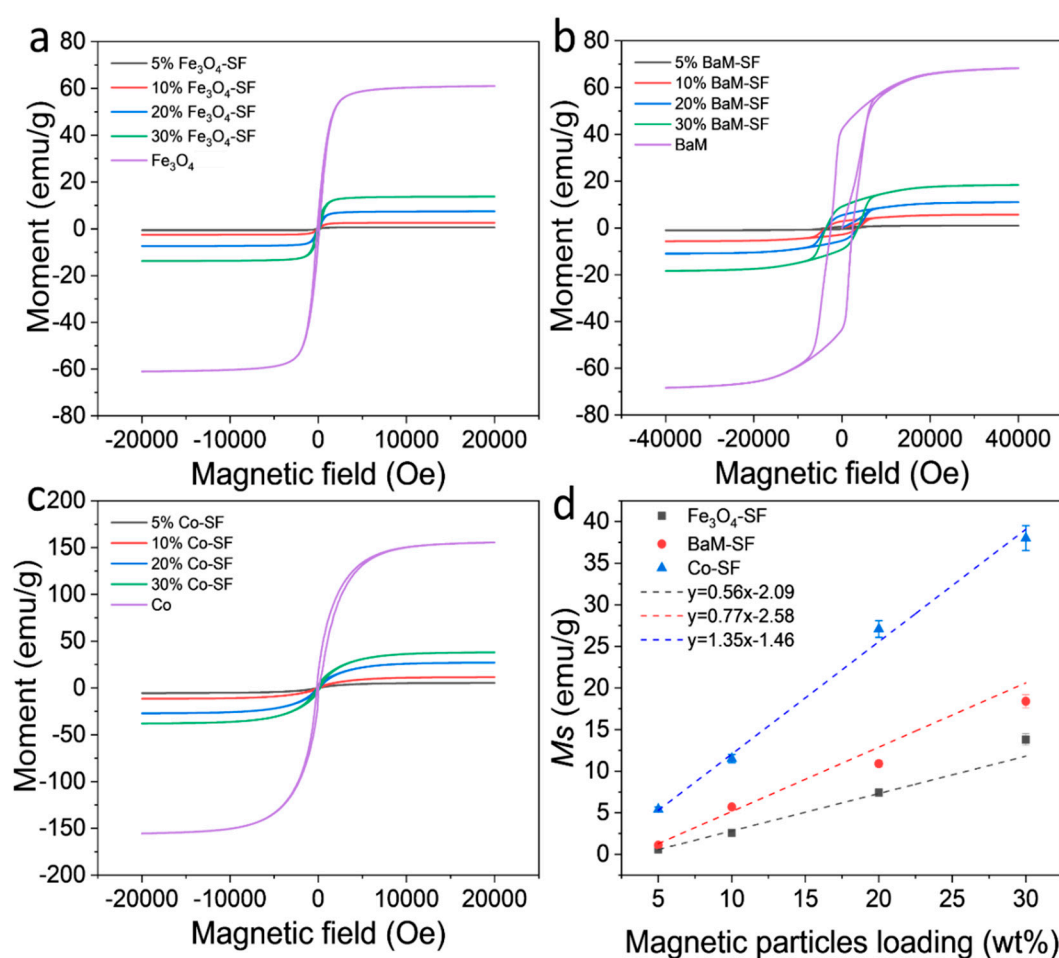 a
80
60
40
20
0
-20
-40
-60
-80
Moment (emu/g)
5% Fe₃O₄-SF
10% Fe₃O₄-SF
20% Fe₃O₄-SF
30% Fe₃O₄-SF
Fe₃O₄
-20000 -10000 0 10000 20000
Magnetic field (Oe)
b
80
60
40
20
0
-20
-40
-60
-80
Moment (emu/g)
5% BaM-SF
10% BaM-SF
20% BaM-SF
30% BaM-SF
BaM
-40000 -20000 0 20000 40000
Magnetic field (Oe)
c
200
150
100
50
0
-50
-100
-150
-200
Moment (emu/g)
5% Co-SF
10% Co-SF
20% Co-SF
30% Co-SF
Co
-20000 -10000 0 10000 20000
Magnetic field (Oe)
d
40
35
30
25
20
15
10
5
0
Ms (emu/g)
Fe₃O₄-SF
BaM-SF
Co-SF
y=0.56x-2.09
y=0.77x-2.58
y=1.35x-1.46
5 10 15 20 25 30
Magnetic particles loading (wt%)